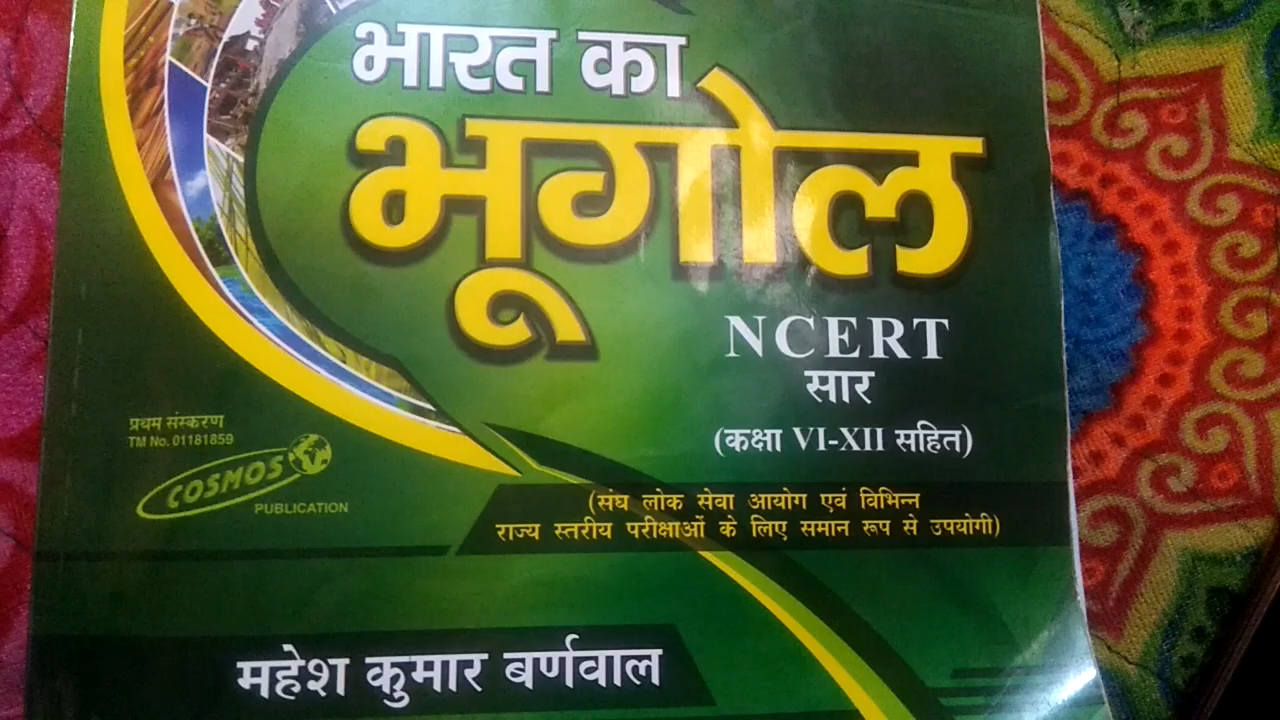 भारत का
भूगोल
NCERT
सार
(कक्षा VI-XII सहित)
प्रथम संस्करण
TM No. 01181859
COSMOS
PUBLICATION
(संघ लोक सेवा आयोग एवं विभिन्न
राज्य स्तरीय परीक्षाओं के लिए समान रूप से उपयोगी)
महेश कुमार बर्णवाल